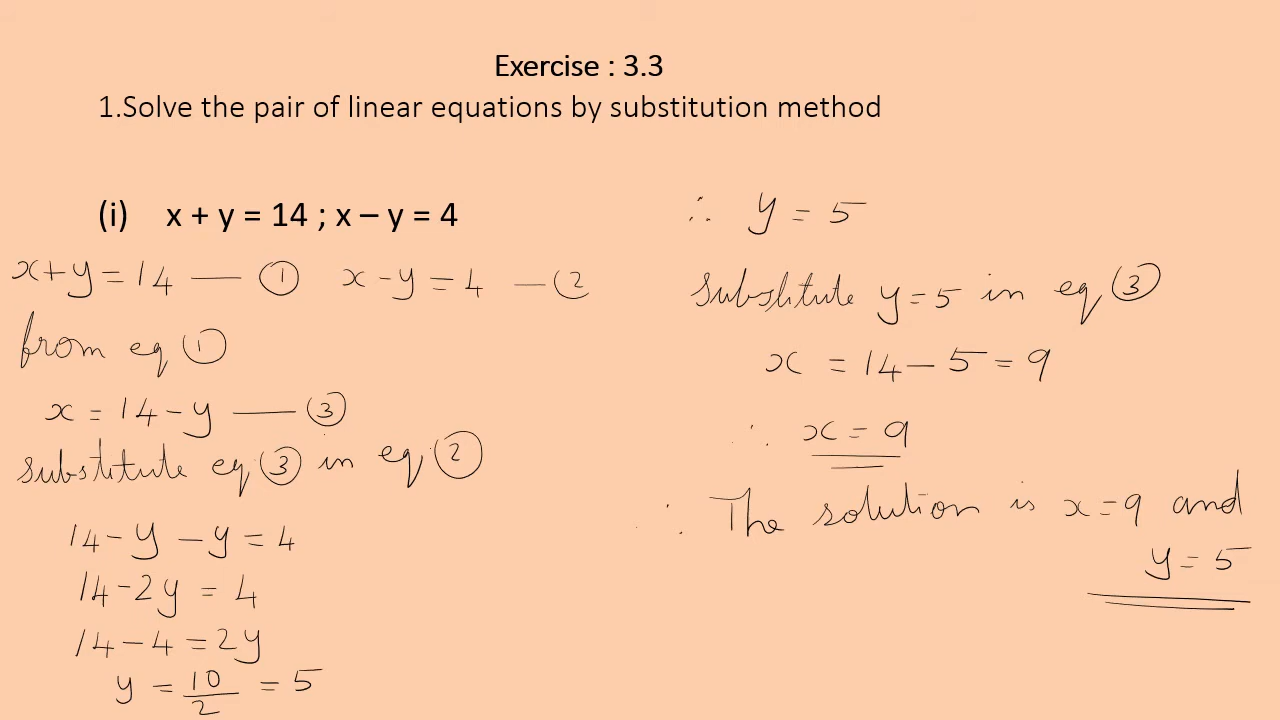 Exercise : 3.3
1.Solve the pair of linear equations by substitution method
(i) x + y = 14 ; x – y = 4
x+y=14 — ① x-y=4 — ②
from eq ①
x = 14-y — ③
substitute eq ③ in eq ②
14-y-y=4
14-2y=4
14-4=2y
y = 10/2 = 5
∴ y = 5
substitute y=5 in eq ③
x = 14-5=9
∴ x=9
∴ The solution is x=9 and
y=5